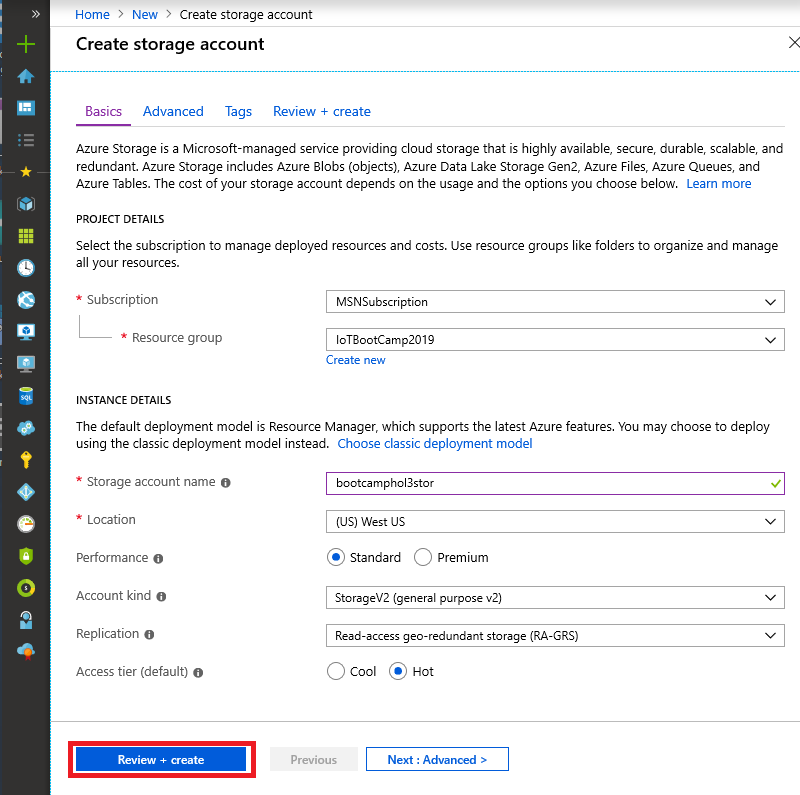 Home > New > Create storage account
Create storage account
Basics Advanced Tags Review + create
Azure Storage is a Microsoft-managed service providing cloud storage that is highly available, secure, durable, scalable, and
redundant. Azure Storage includes Azure Blobs (objects), Azure Data Lake Storage Gen2, Azure Files, Azure Queues, and
Azure Tables. The cost of your storage account depends on the usage and the options you choose below. Learn more
PROJECT DETAILS
Select the subscription to manage deployed resources and costs. Use resource groups like folders to organize and manage
all your resources.
* Subscription MSNSubscription
* Resource group IoTBootCamp2019
Create new
INSTANCE DETAILS
The default deployment model is Resource Manager, which supports the latest Azure features. You may choose to deploy
using the classic deployment model instead. Choose classic deployment model
* Storage account name bootcamphol3stor
* Location (US) West US
Performance Standard Premium
Account kind StorageV2 (general purpose v2)
Replication Read-access geo-redundant storage (RA-GRS)
Access tier (default) Cool Hot
Review + create Previous Next : Advanced >
SQL